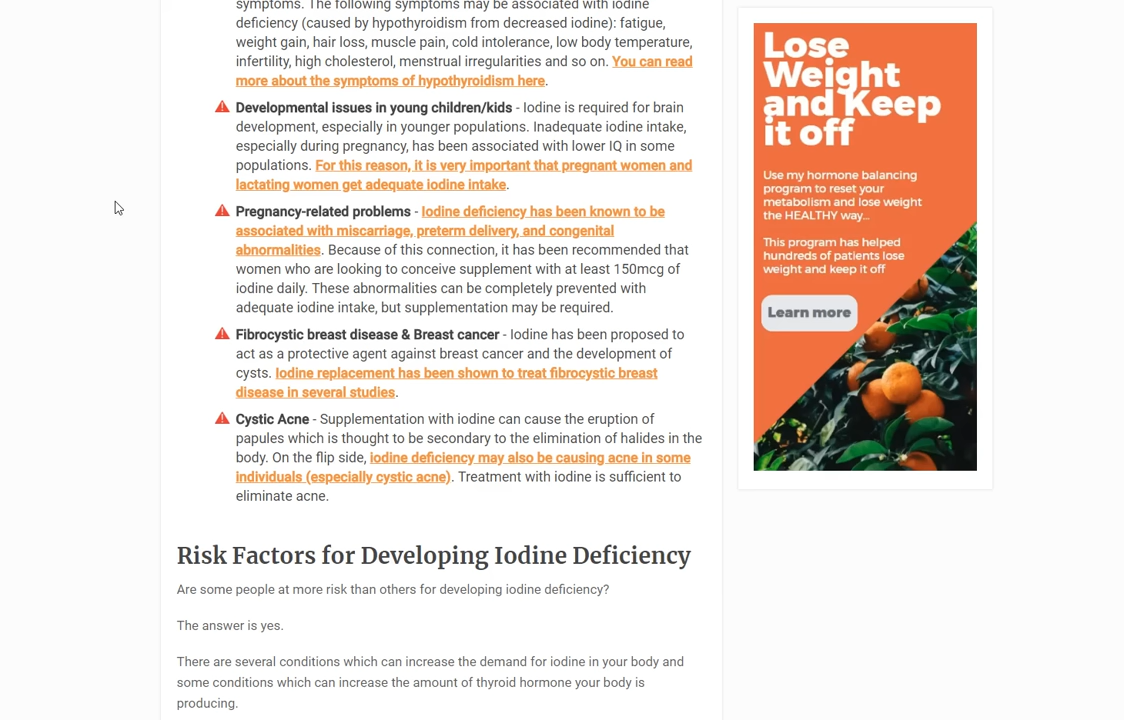 symptoms. The following symptoms may be associated with iodine
deficiency (caused by hypothyroidism from decreased iodine): fatigue,
weight gain, hair loss, muscle pain, cold intolerance, low body temperature,
infertility, high cholesterol, menstrual irregularities and so on. You can read
more about the symptoms of hypothyroidism here.
Developmental issues in young children/kids - Iodine is required for brain
development, especially in younger populations. Inadequate iodine intake,
especially during pregnancy, has been associated with lower IQ in some
populations. For this reason, it is very important that pregnant women and
lactating women get adequate iodine intake.
Pregnancy-related problems - Iodine deficiency has been known to be
associated with miscarriage, preterm delivery, and congenital
abnormalities. Because of this connection, it has been recommended that
women who are looking to conceive supplement with at least 150mcg of
iodine daily. These abnormalities can be completely prevented with
adequate iodine intake, but supplementation may be required.
Fibrocystic breast disease & Breast cancer - Iodine has been proposed to
act as a protective agent against breast cancer and the development of
cysts. Iodine replacement has been shown to treat fibrocystic breast
disease in several studies.
Cystic Acne - Supplementation with iodine can cause the eruption of
papules which is thought to be secondary to the elimination of halides in the
body. On the flip side, iodine deficiency may also be causing acne in some
individuals (especially cystic acne). Treatment with iodine is sufficient to
eliminate acne.
Risk Factors for Developing Iodine Deficiency
Are some people at more risk than others for developing iodine deficiency?
The answer is yes.
There are several conditions which can increase the demand for iodine in your body and
some conditions which can increase the amount of thyroid hormone your body is
producing.
Lose
Weight
and Keep
it off
Use my hormone balancing
program to reset your
metabolism and lose weight
the HEALTHY way...
This program has helped
hundreds of patients lose
weight and keep it off
Learn more